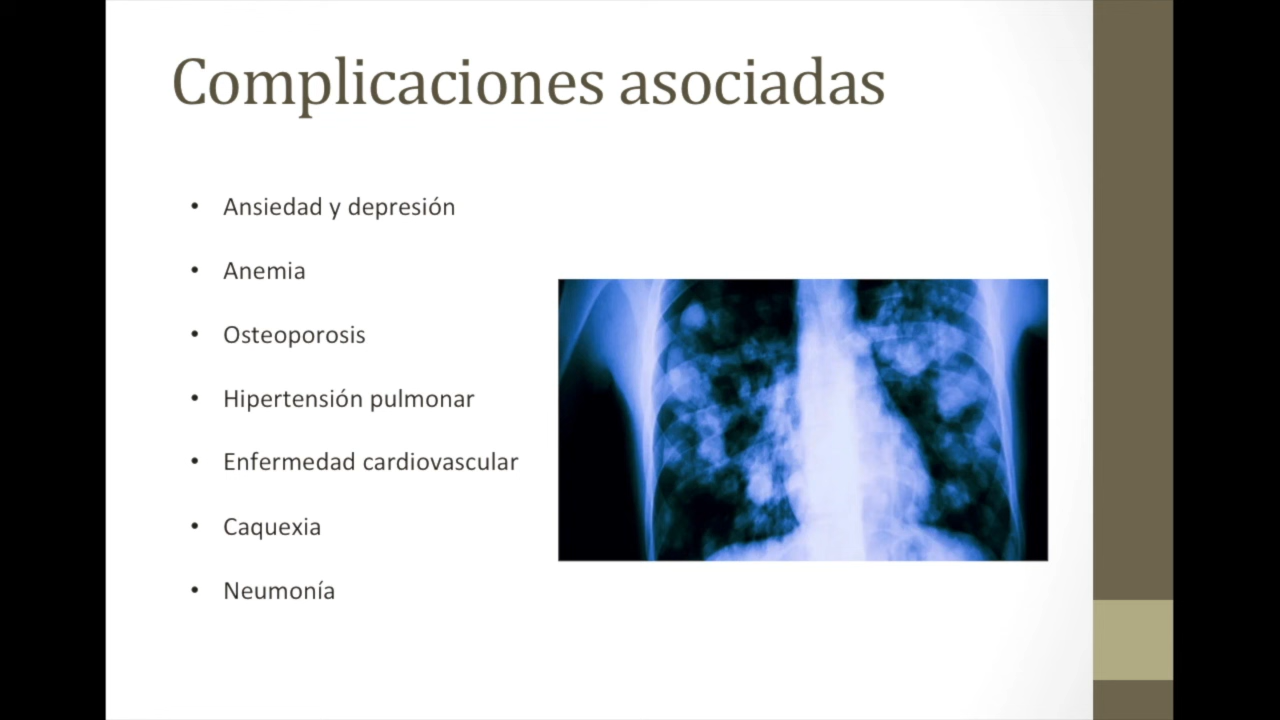 Complicaciones asociadas
• Ansiedad y depresión
• Anemia
• Osteoporosis
• Hipertensión pulmonar
• Enfermedad cardiovascular
• Caquexia
• Neumonía